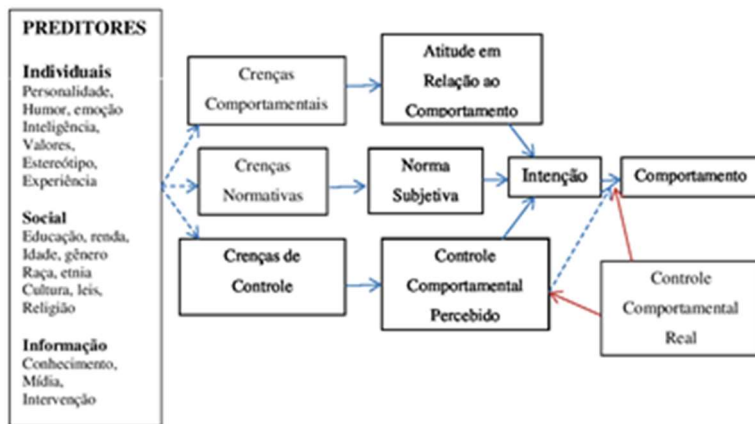 PREDITORES
Individuais
Personalidade,
Humor, emoção
Inteligência,
Valores,
Estereótipo,
Experiência
Social
Educação, renda,
Idade, gênero
Raça, etnia
Cultura, leis,
Religião
Informação
Conhecimento,
Mídia,
Intervenção
Crenças
Comportamentais
Atitude em
Relação ao
Comportamento
Crenças
Normativas
Norma
Subjetiva
Intenção
Comportamento
Crenças de
Controle
Controle
Comportamental
Percebido
Controle
Comportamental
Real